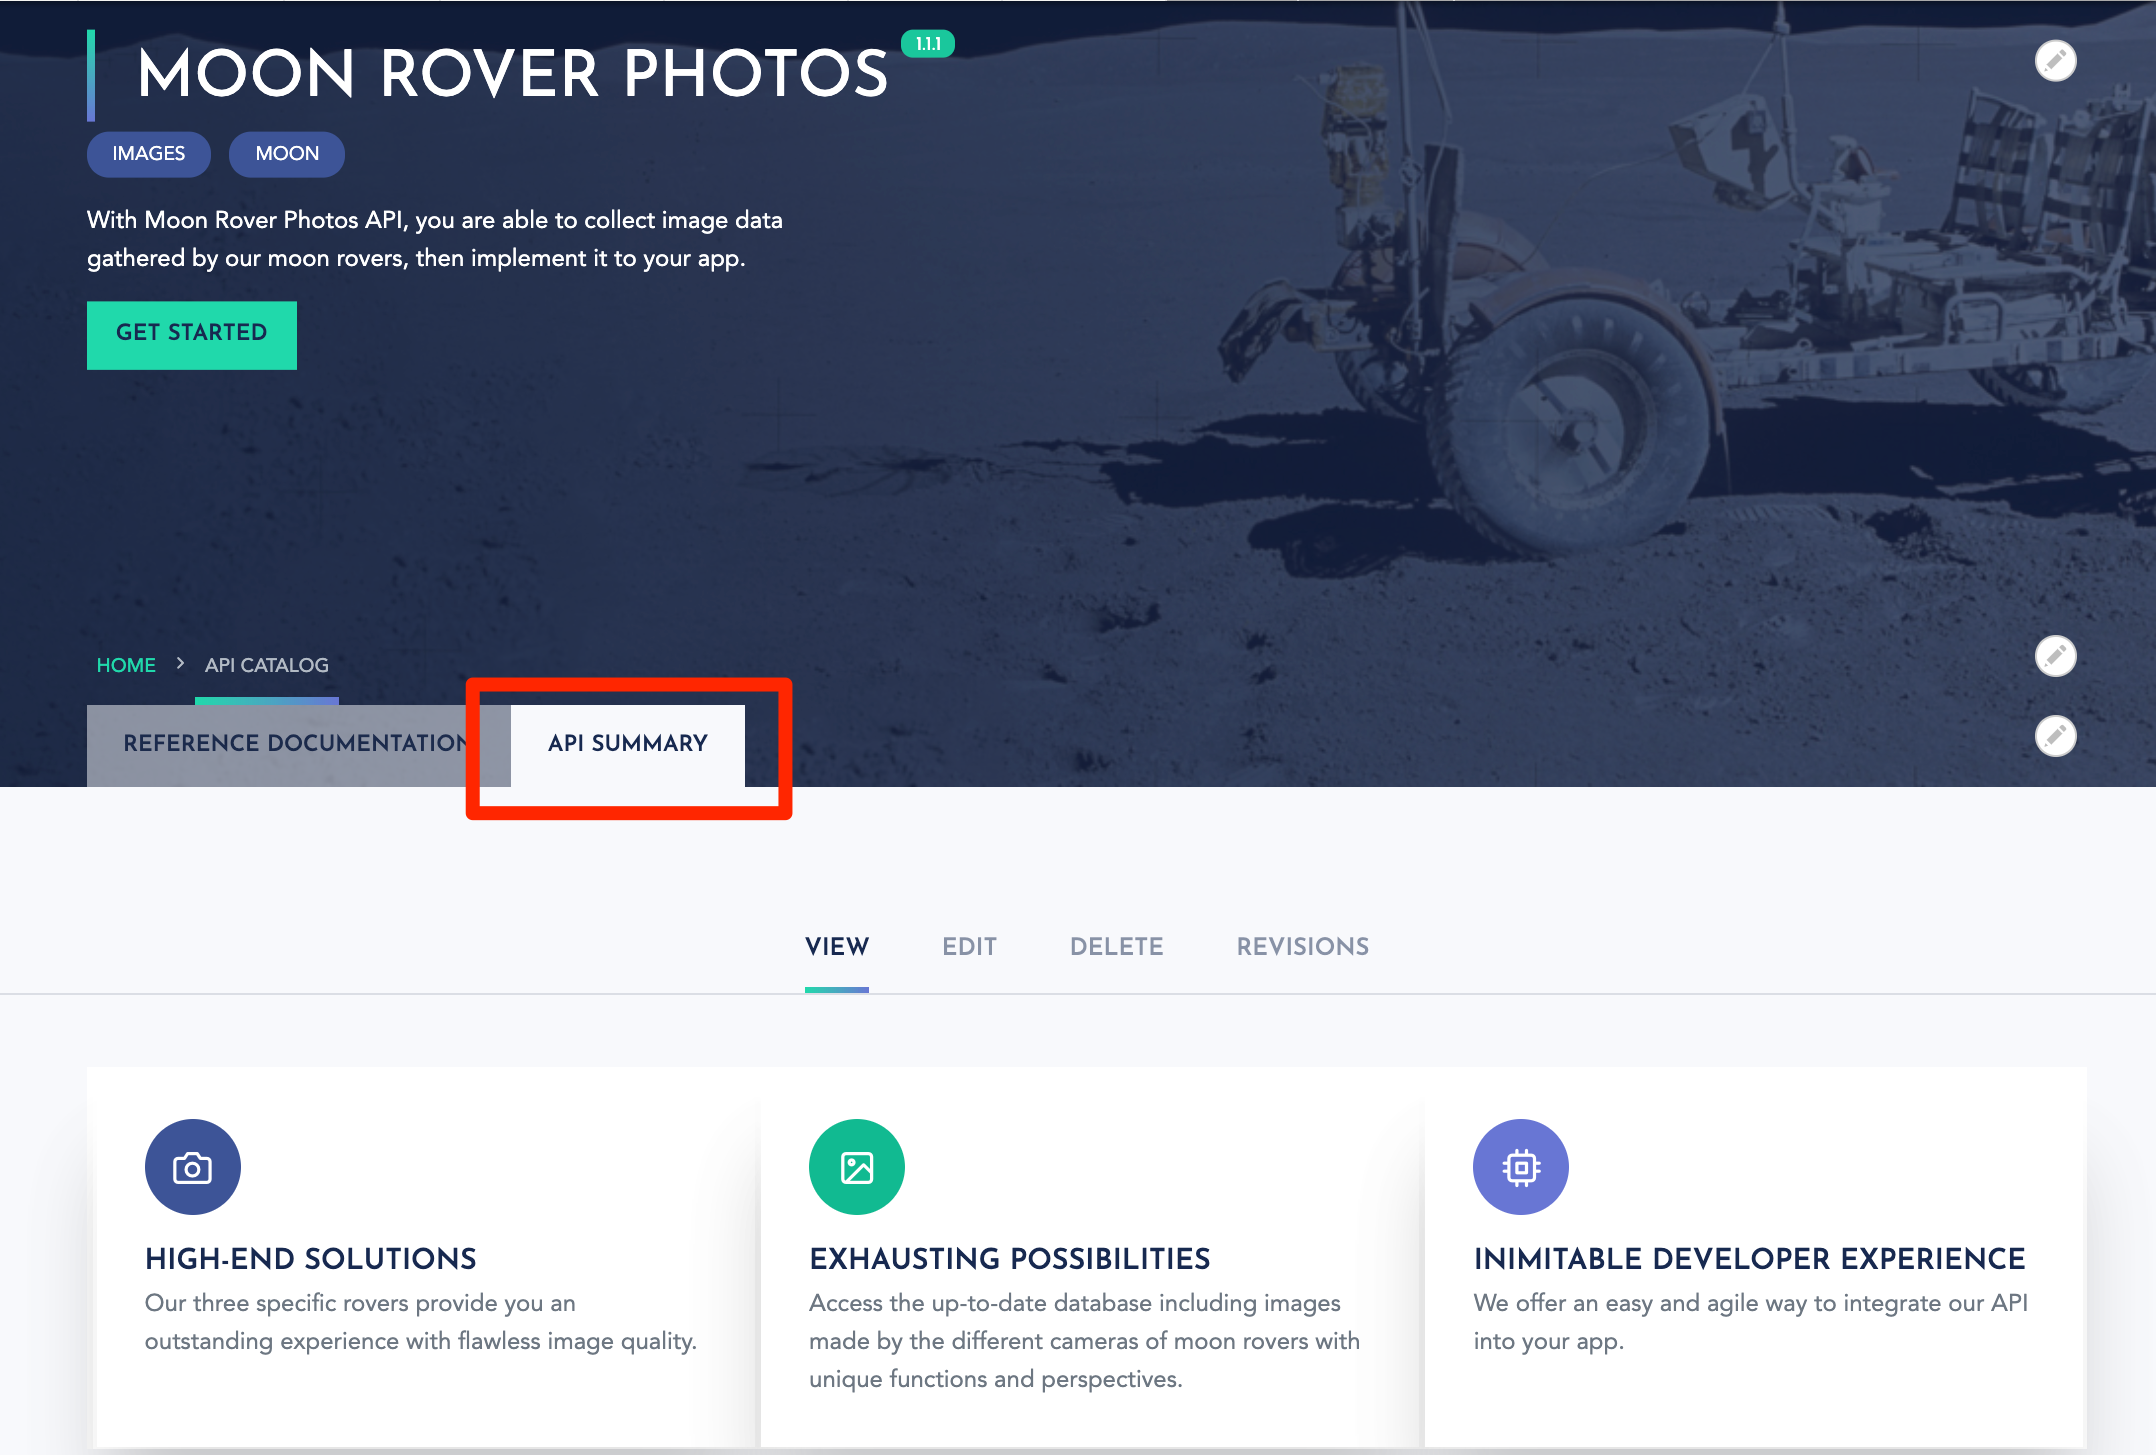 MOON ROVER PHOTOS 1.1.1
IMAGES MOON
With Moon Rover Photos API, you are able to collect image data
gathered by our moon rovers, then implement it to your app.
GET STARTED
HOME > API CATALOG
REFERENCE DOCUMENTATION API SUMMARY
VIEW EDIT DELETE REVISIONS
HIGH-END SOLUTIONS
Our three specific rovers provide you an
outstanding experience with flawless image quality.
EXHAUSTING POSSIBILITIES
Access the up-to-date database including images
made by the different cameras of moon rovers with
unique functions and perspectives.
INIMITABLE DEVELOPER EXPERIENCE
We offer an easy and agile way to integrate our API
into your app.